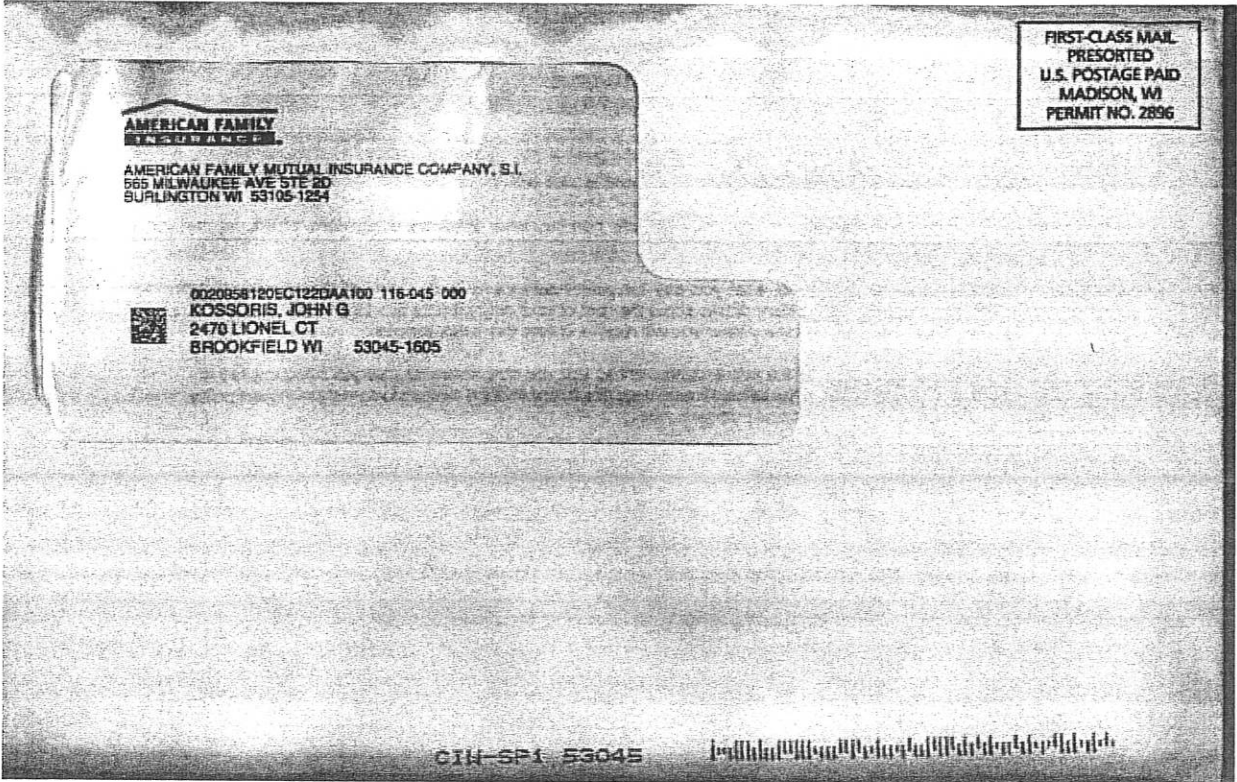 AMERICAN FAMILY
INSURANCE
AMERICAN FAMILY MUTUAL INSURANCE COMPANY, S.I.
565 MILWAUKEE AVE STE 2D
BURLINGTON WI 53105-1254
0020958120EC122DAA100 116-045 000
KOSSORIS, JOHN G
2470 LIONEL CT
BROOKFIELD WI 53045-1605
FIRST-CLASS MAIL
PRESORTED
U.S. POSTAGE PAID
MADISON, WI
PERMIT NO. 2896
CIN-SP1 53045